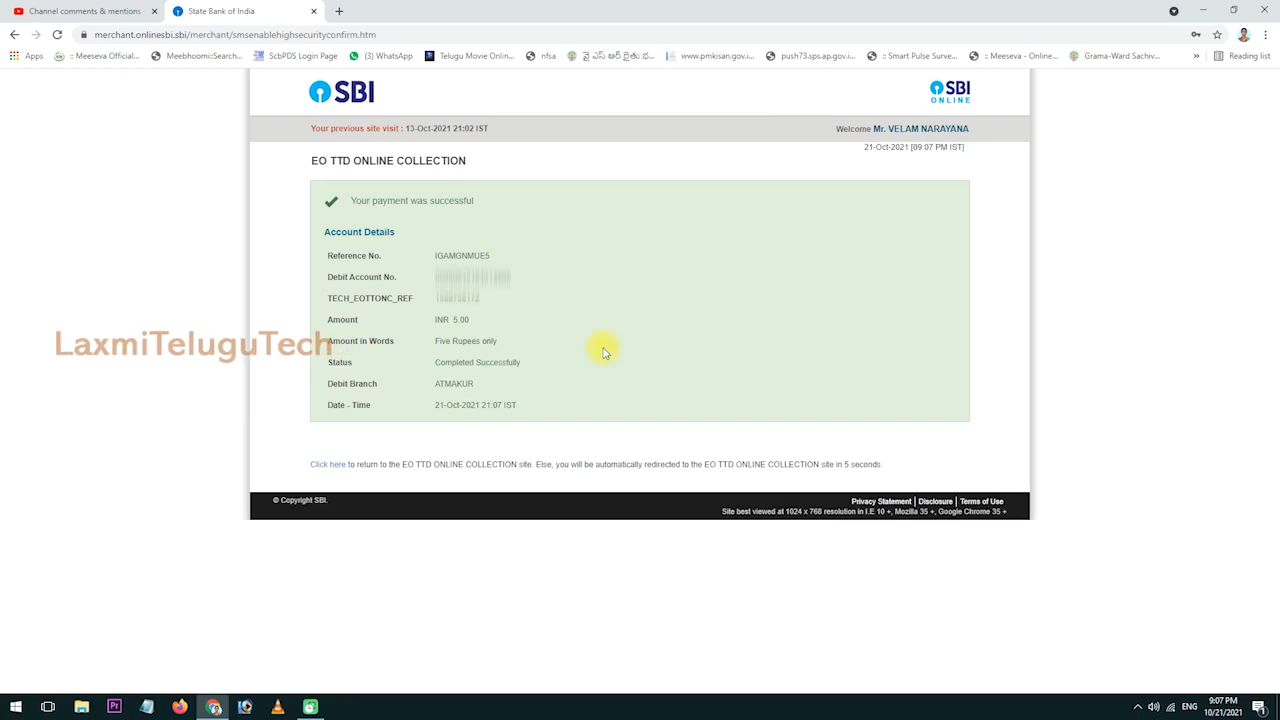 Channel comments & mentions
State Bank of India
merchant.onlinesbi.sbi/merchant/smsenablehighsecurityconfirm.htm
Apps
:: Meeseva Official...
Meebhoomi::Search...
ScbPDS Login Page
(3) WhatsApp
Telugu Movie Onlin...
nfsa
వై ఎస్ ఆర్ రైతు భ...
www.pmkisan.gov.i...
push73.sps.ap.gov.i...
:: Smart Pulse Surve...
:: Meeseva - Online...
Grama-Ward Sachiv...
»
Reading list
SBI
SBI
ONLINE
Your previous site visit : 13-Oct-2021 21:02 IST
Welcome Mr. VELAM NARAYANA
21-Oct-2021 [09:07 PM IST]
EO TTD ONLINE COLLECTION
Your payment was successful
Account Details
Reference No. IGAMGNMUE5
Debit Account No.
TECH_EOTTONC_REF
Amount INR 5.00
LaxmiTeluguTech
Amount in Words Five Rupees only
Status Completed Successfully
Debit Branch ATMAKUR
Date - Time 21-Oct-2021 21:07 IST
Click here to return to the EO TTD ONLINE COLLECTION site. Else, you will be automatically redirected to the EO TTD ONLINE COLLECTION site in 5 seconds.
© Copyright SBI.
Privacy Statement | Disclosure | Terms of Use
Site best viewed at 1024 x 768 resolution in I.E 10 +, Mozilla 35 +, Google Chrome 35 +
Pr
ENG
9:07 PM
10/21/2021